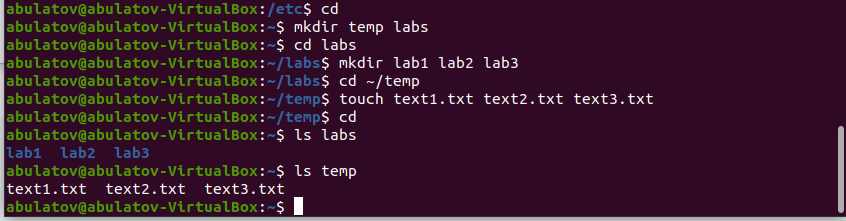 abulatov@abulatov-VirtualBox:/etc$ cd
abulatov@abulatov-VirtualBox:~$ mkdir temp labs
abulatov@abulatov-VirtualBox:~$ cd labs
abulatov@abulatov-VirtualBox:~/labs$ mkdir lab1 lab2 lab3
abulatov@abulatov-VirtualBox:~/labs$ cd ~/temp
abulatov@abulatov-VirtualBox:~/temp$ touch text1.txt text2.txt text3.txt
abulatov@abulatov-VirtualBox:~/temp$ cd
abulatov@abulatov-VirtualBox:~$ ls labs
lab1  lab2  lab3
abulatov@abulatov-VirtualBox:~$ ls temp
text1.txt  text2.txt  text3.txt
abulatov@abulatov-VirtualBox:~$